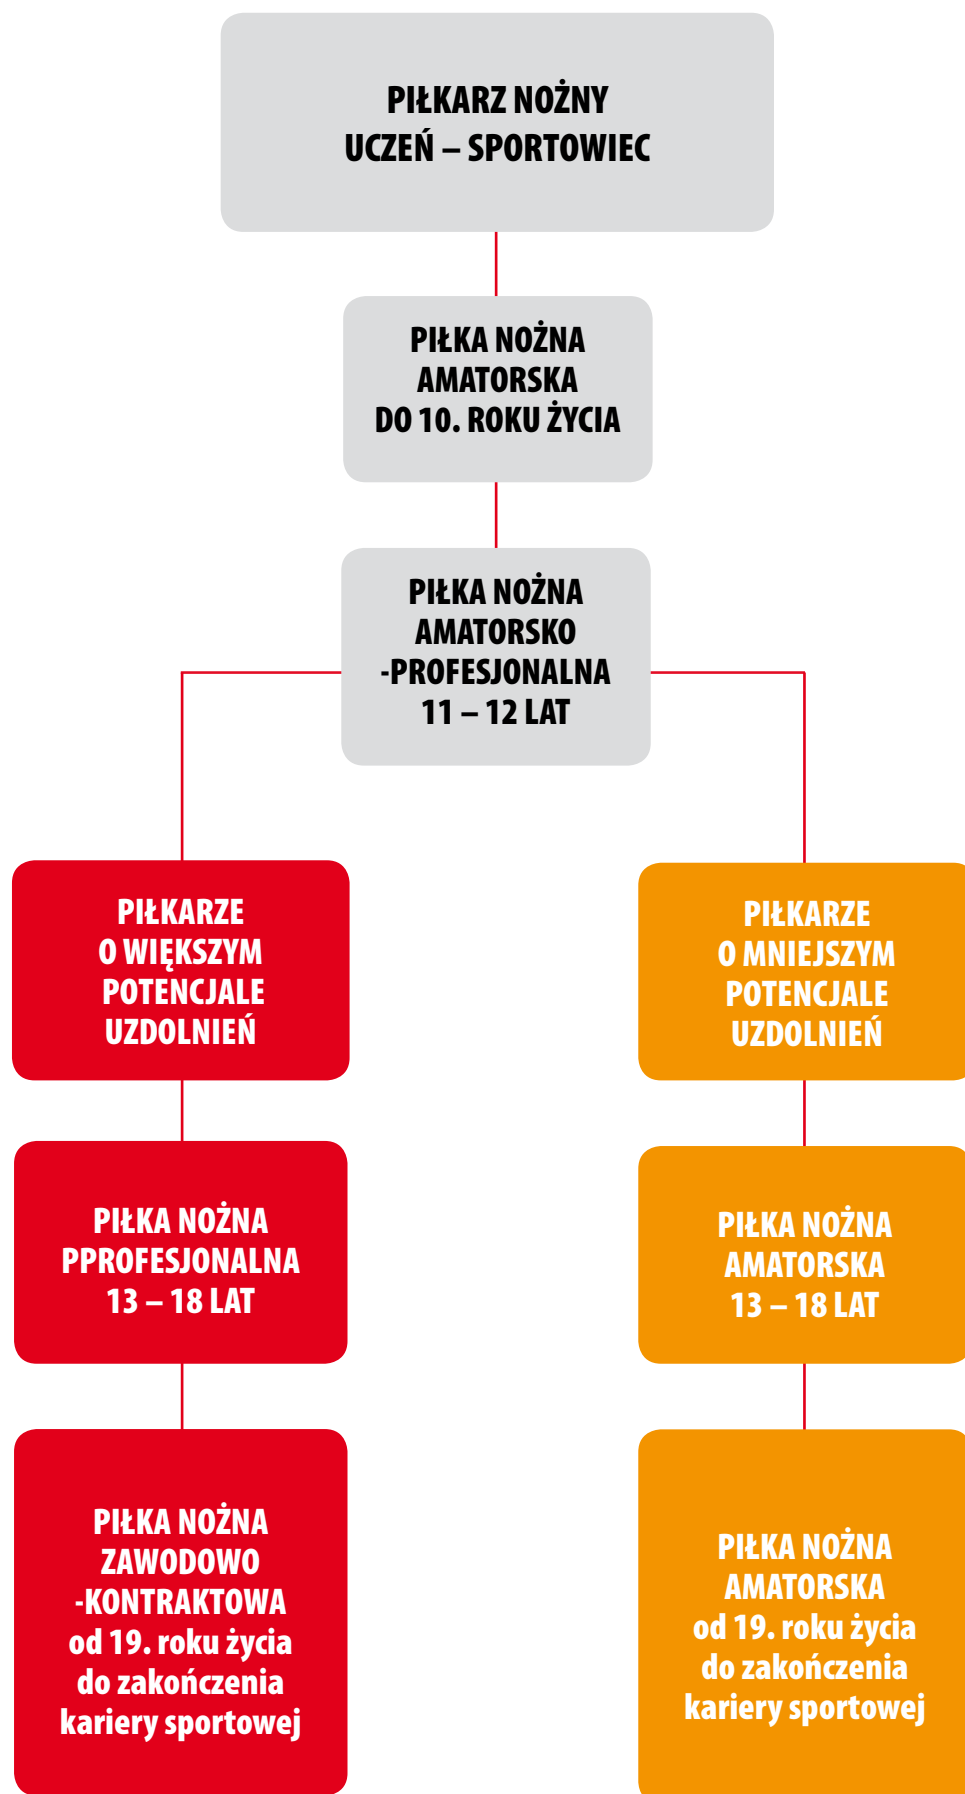 PIŁKARZ NOŻNY
UCZEŃ – SPORTOWIEC
PIŁKA NOŻNA
AMATORSKA
DO 10. ROKU ŻYCIA
PIŁKA NOŻNA
AMATORSKO
-PROFESJONALNA
11 – 12 LAT
PIŁKARZE
O WIĘKSZYM
POTENCJALE
UZDOLNIEŃ
PIŁKARZE
O MNIEJSZYM
POTENCJALE
UZDOLNIEŃ
PIŁKA NOŻNA
PPROFESJONALNA
13 – 18 LAT
PIŁKA NOŻNA
AMATORSKA
13 – 18 LAT
PIŁKA NOŻNA
ZAWODOWO
-KONTRAKTOWA
od 19. roku życia
do zakończenia
kariery sportowej
PIŁKA NOŻNA
AMATORSKA
od 19. roku życia
do zakończenia
kariery sportowej